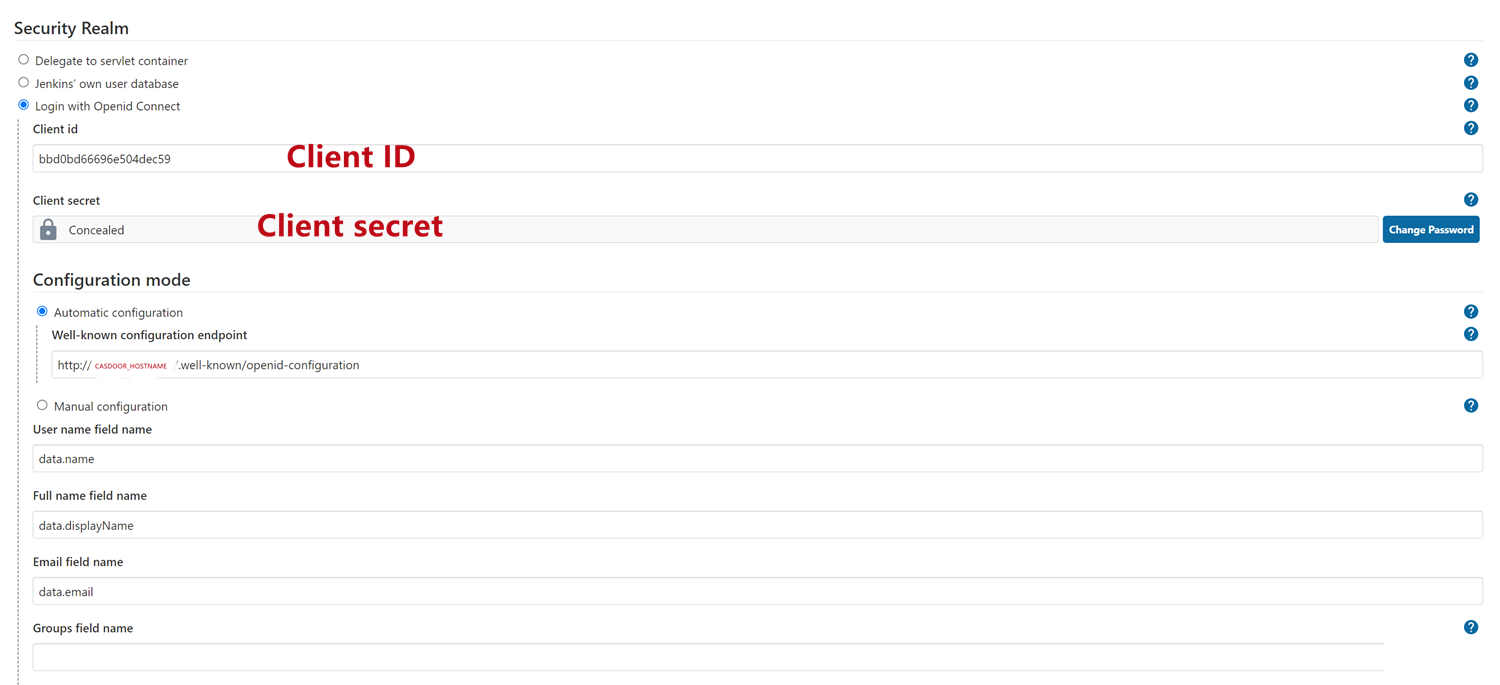 Security Realm
Delegate to servlet container
Jenkins' own user database
Login with Openid Connect
Client id
bbd0bd66696e504dec59 Client ID
Client secret
Concealed Client secret Change Password
Configuration mode
Automatic configuration
Well-known configuration endpoint
http:// CASDOOR_HOSTNAME /.well-known/openid-configuration
Manual configuration
User name field name
data.name
Full name field name
data.displayName
Email field name
data.email
Groups field name